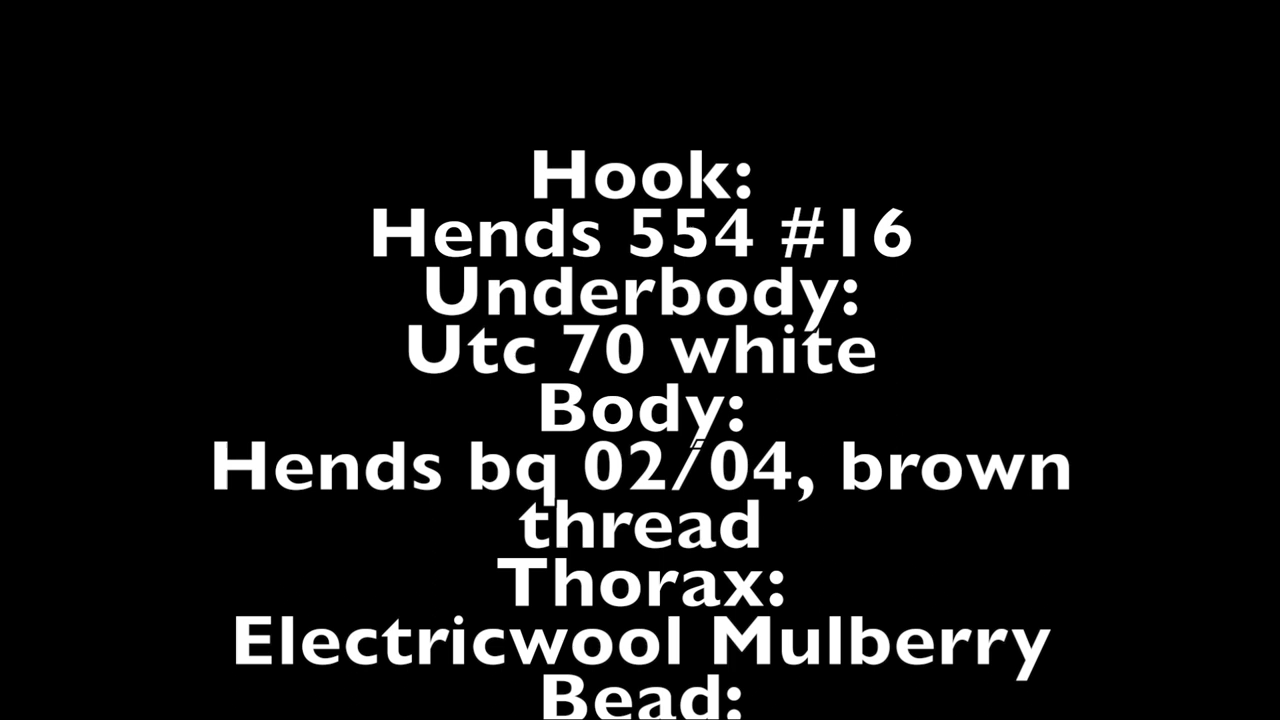 Hook:
Hends 554 #16
Underbody:
Utc 70 white
Body:
Hends bq 02/04, brown
thread
Thorax:
Electricwool Mulberry
Bead: